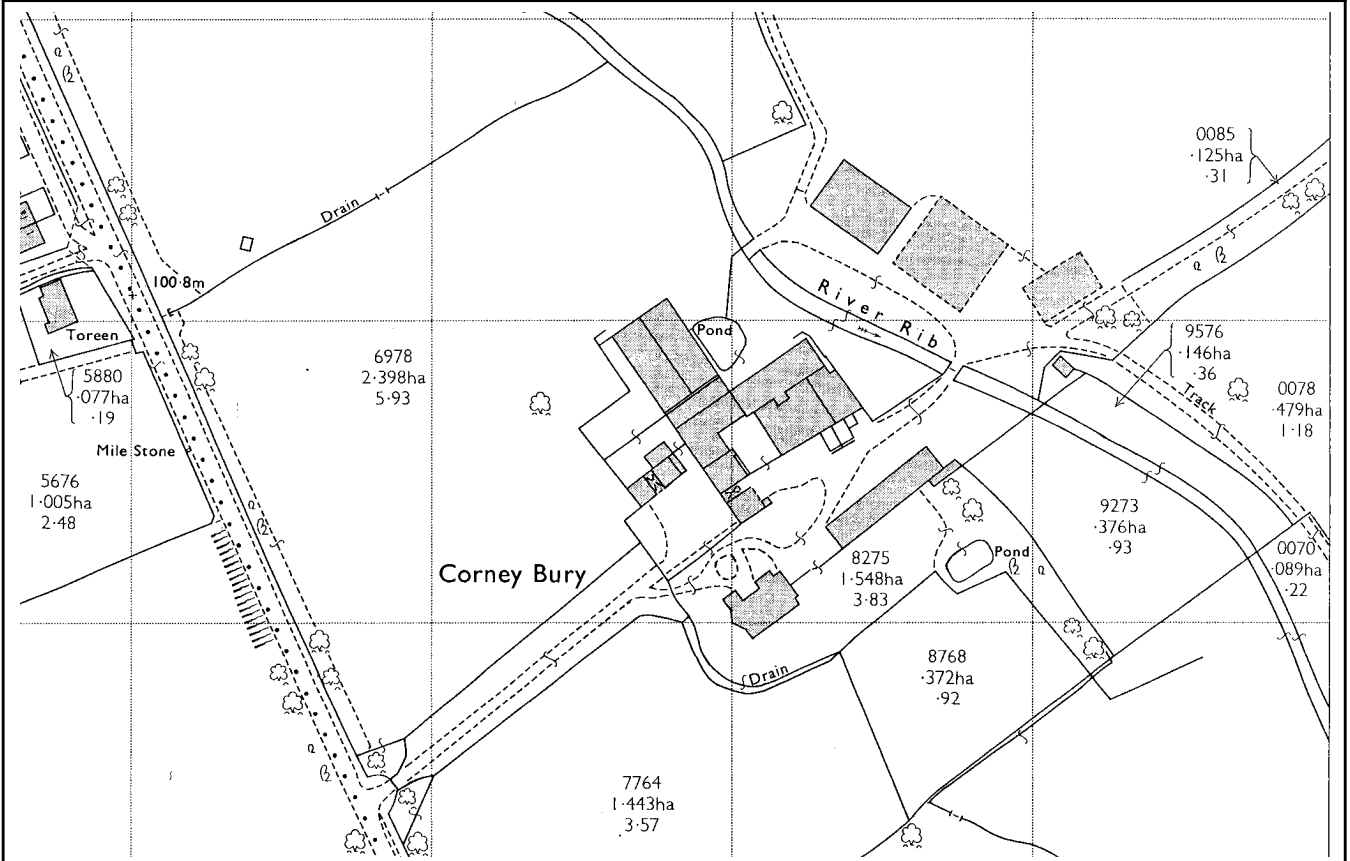 0085
·125ha
·31
Drain
100·8m
River Rib
Toreen
Pond
9576
·146ha
·36
6978
2·398ha
5·93
5880
·077ha
·19
0078
·479ha
1·18
Track
Mile Stone
5676
1·005ha
2·48
9273
·376ha
·93
Pond
0070
·089ha
·22
8275
1·548ha
3·83
Corney Bury
Drain
8768
·372ha
·92
7764
1·443ha
3·57